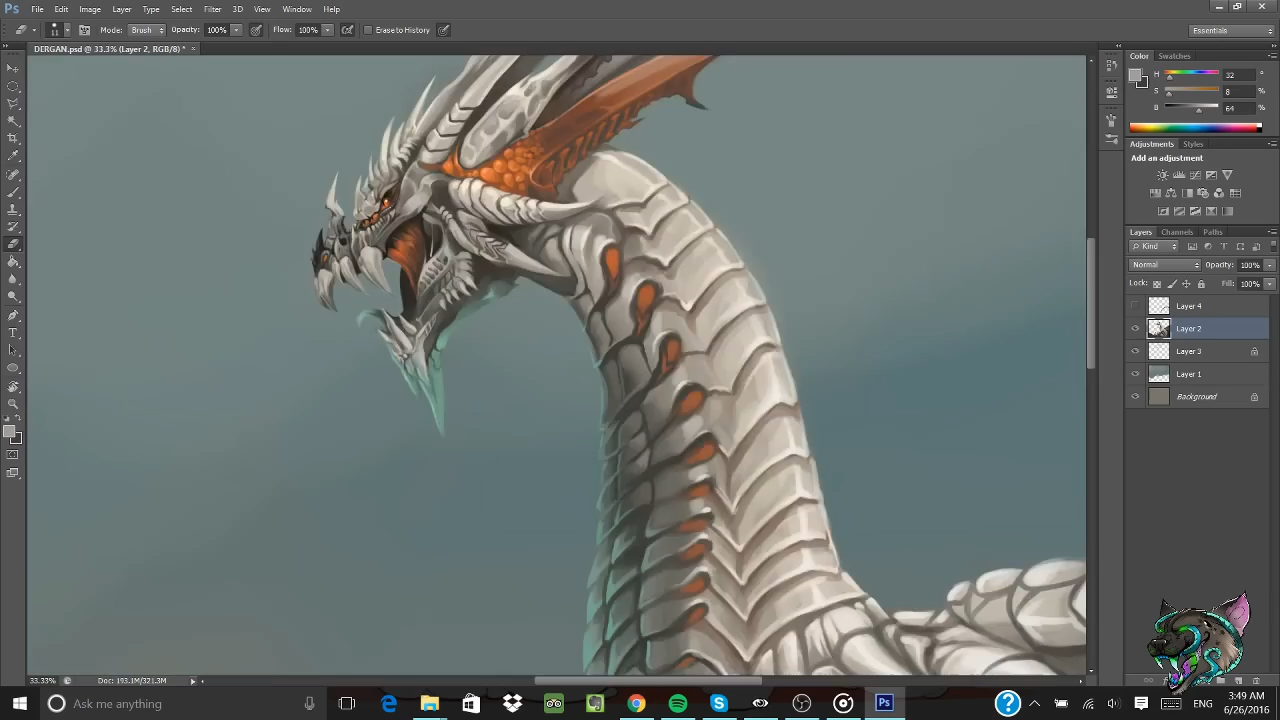 Ps File Edit Image Layer Type Select Filter 3D View Window Help
11 Mode: Brush Opacity: 100% Flow: 100% Erase to History Essentials
DERGAN.psd @ 33.3% (Layer 2, RGB/8) * ×
Color Swatches
H 32 °
S 8 %
B 64 %
Adjustments Styles
Add an adjustment
Layers Channels Paths
Kind
Normal Opacity: 100%
Lock: Fill: 100%
Layer 4
Layer 2
Layer 3
Layer 1
Background
33.33% Doc: 193.1M/321.3M
Ask me anything
3:49 AM
6/26/2016